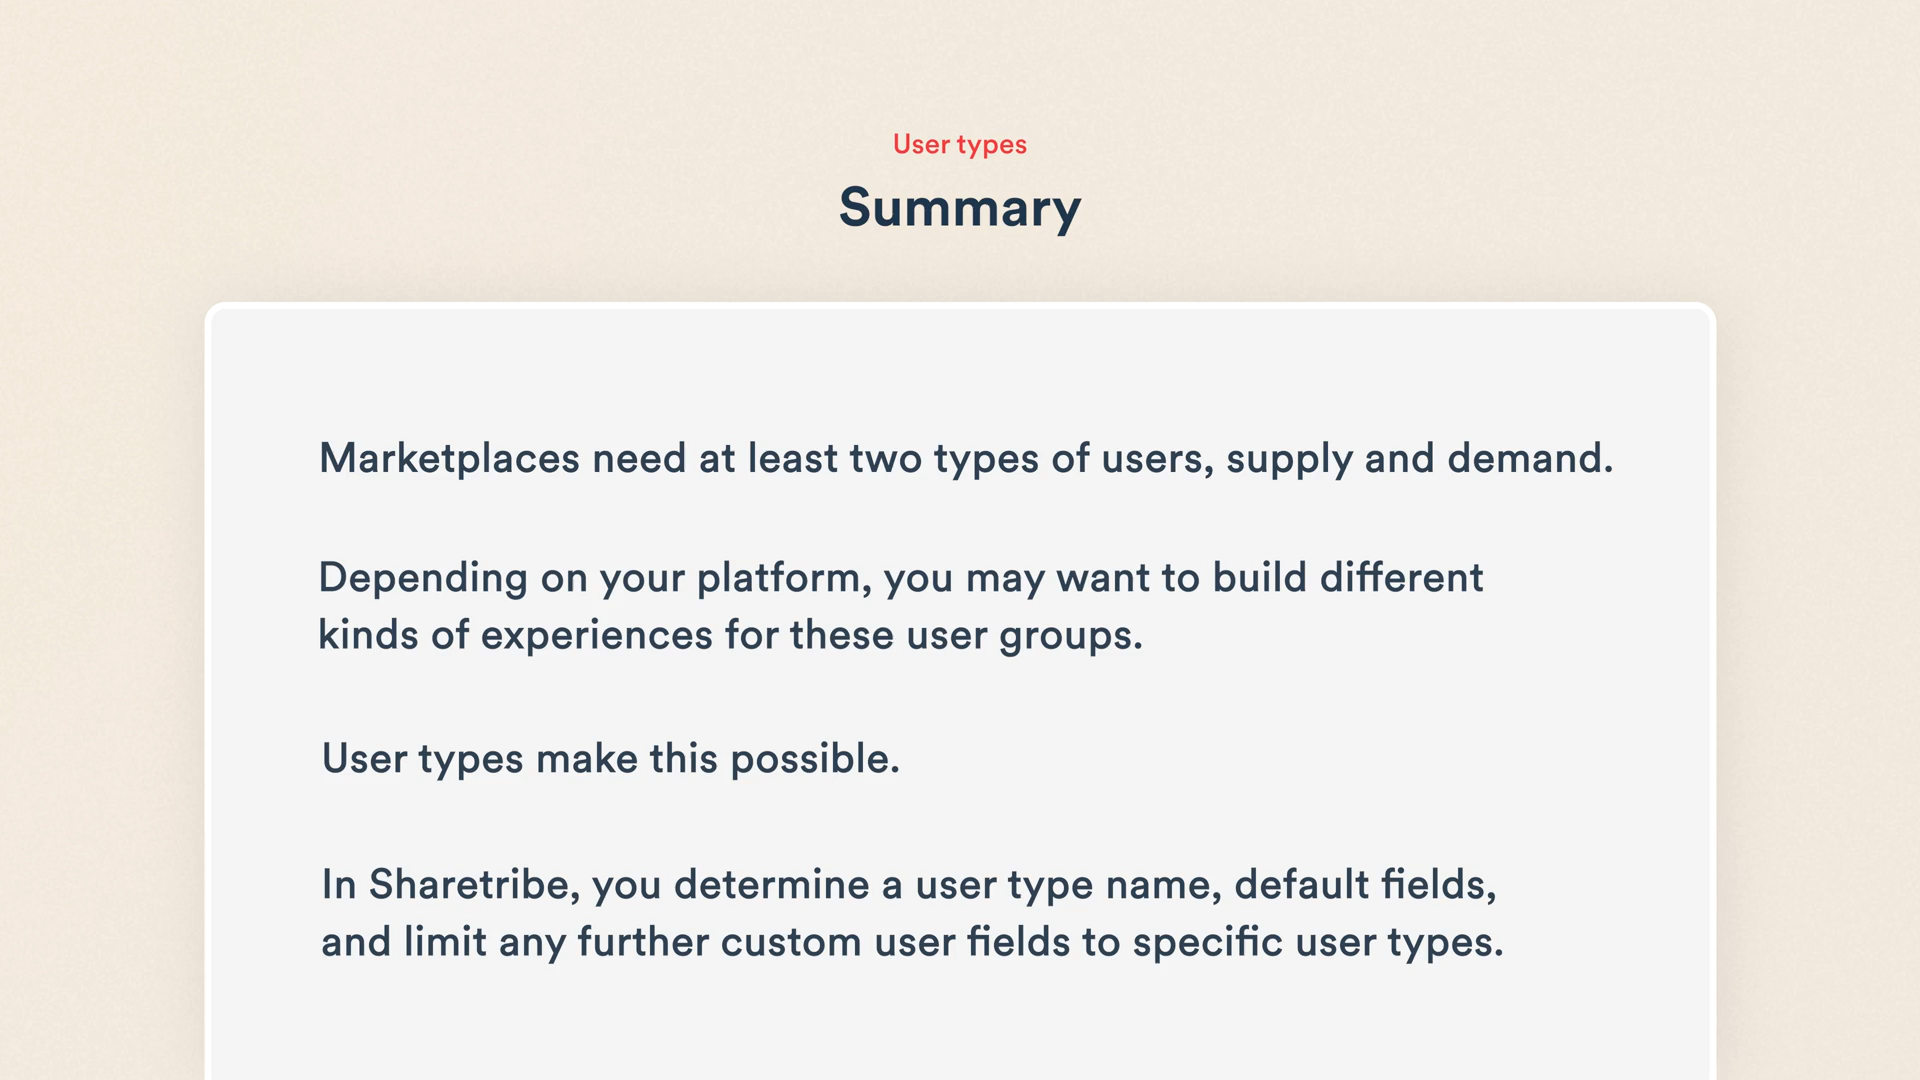 User types
Summary
Marketplaces need at least two types of users, supply and demand.
Depending on your platform, you may want to build different
kinds of experiences for these user groups.
User types make this possible.
In Sharetribe, you determine a user type name, default fields,
and limit any further custom user fields to specific user types.